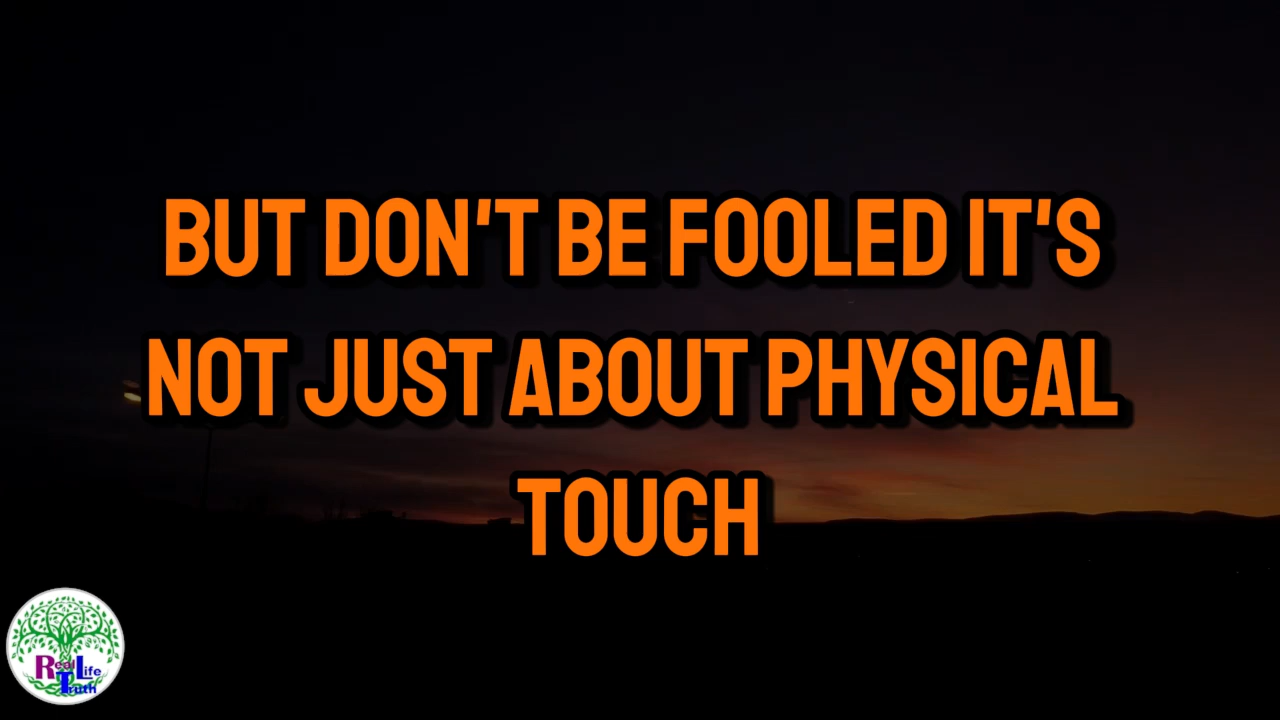 BUT DON'T BE FOOLED IT'S
NOT JUST ABOUT PHYSICAL
TOUCH
Real Life
Truth